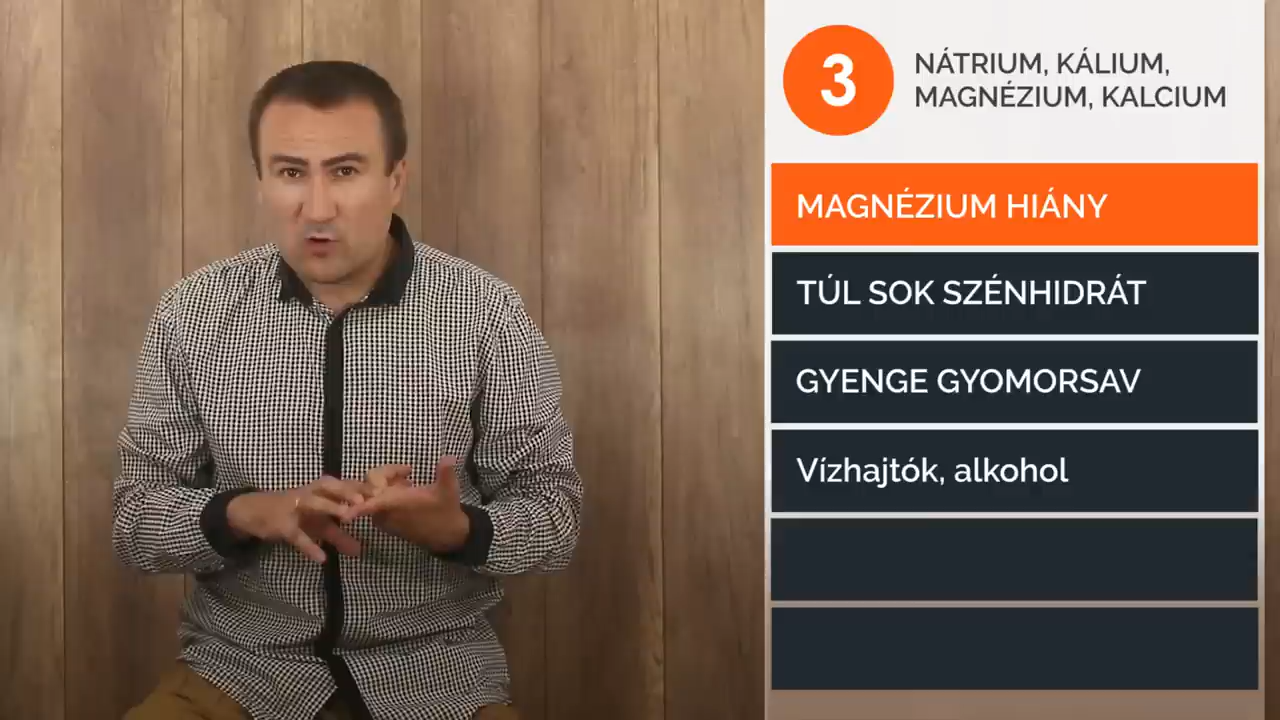 3
NÁTRIUM, KÁLIUM,
MAGNÉZIUM, KALCIUM
MAGNÉZIUM HIÁNY
TÚL SOK SZÉNHIDRÁT
GYENGE GYOMORSAV
Vízhajtók, alkohol